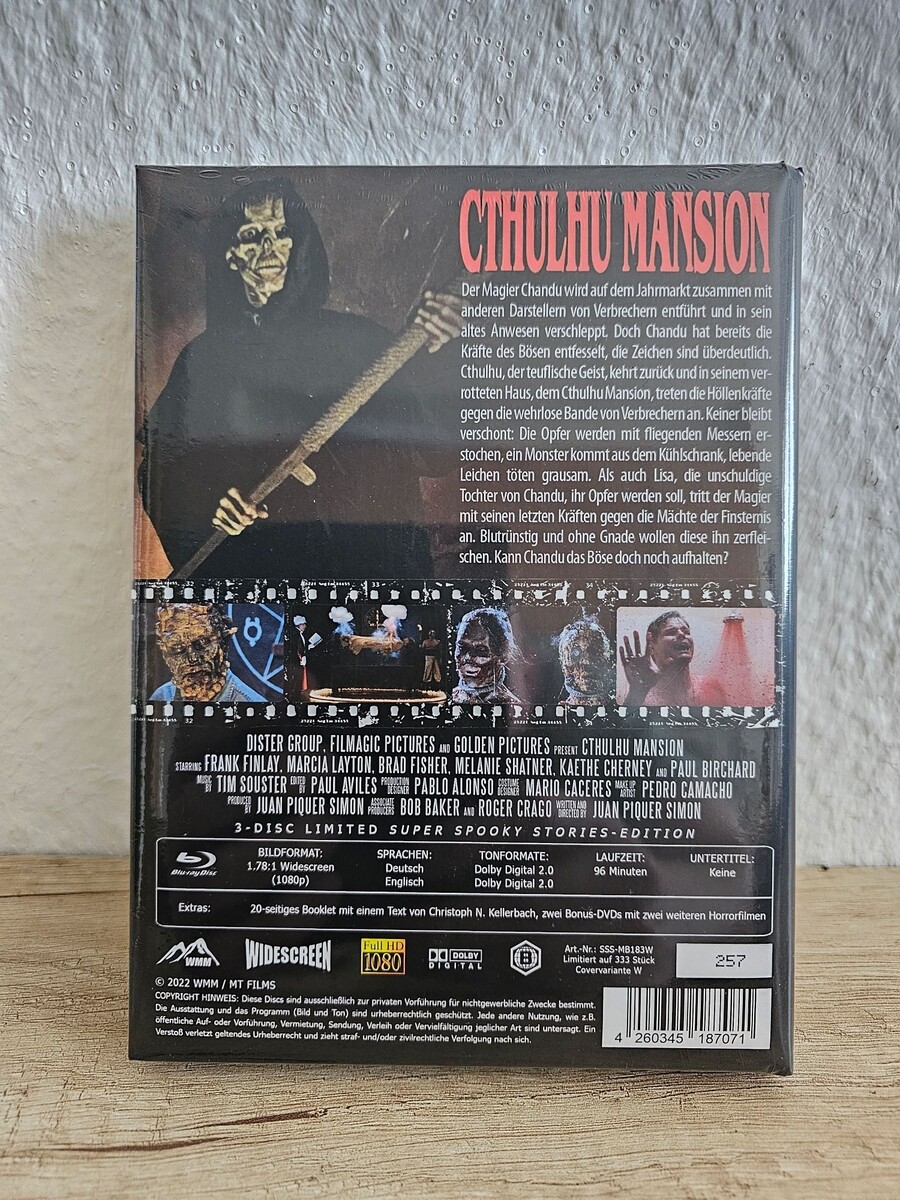 CTHULHU MANSION
Der Magier Chandu wird auf dem Jahrmarkt zusammen mit
anderen Darstellern von Verbrechern entführt und in sein
altes Anwesen verschleppt. Doch Chandu hat bereits die
Kräfte des Bösen entfesselt, die Zeichen sind überdeutlich.
Cthulhu, der teuflische Geist, kehrt zurück und in seinem ver-
rotteten Haus, dem Cthulhu Mansion, treten die Höllenkräfte
gegen die wehrlose Bande von Verbrechern an. Keiner bleibt
verschont: Die Opfer werden mit fliegenden Messern er-
stochen, ein Monster kommt aus dem Kühlschrank, lebende
Leichen töten grausam. Als auch Lisa, die unschuldige
Tochter von Chandu, ihr Opfer werden soll, tritt der Magier
mit seinen letzten Kräften gegen die Mächte der Finsternis
an. Blutrünstig und ohne Gnade wollen diese ihn zerflei-
schen. Kann Chandu das Böse doch noch aufhalten?
32 33 34
32
DISTER GROUP, FILMAGIC PICTURES AND GOLDEN PICTURES PRESENT CTHULHU MANSION
STARRING FRANK FINLAY, MARCIA LAYTON, BRAD FISHER, MELANIE SHATNER, KAETHE CHERNEY AND PAUL BIRCHARD
MUSIC BY TIM SOUSTER EDITED BY PAUL AVILES PRODUCTION DESIGNER PABLO ALONSO COSTUME DESIGNER MARIO CACERES MAKE UP ARTIST PEDRO CAMACHO
PRODUCED BY JUAN PIQUER SIMON ASSOCIATE PRODUCERS BOB BAKER AND ROGER CRAGO WRITTEN AND DIRECTED BY JUAN PIQUER SIMON
3-DISC LIMITED SUPER SPOOKY STORIES-EDITION
Blu-ray Disc
BILDFORMAT: SPRACHEN: TONFORMATE: LAUFZEIT: UNTERTITEL:
1,78:1 Widescreen Deutsch Dolby Digital 2.0 96 Minuten Keine
(1080p) Englisch Dolby Digital 2.0
Extras: 20-seitiges Booklet mit einem Text von Christoph N. Kellerbach, zwei Bonus-DVDs mit zwei weiteren Horrorfilmen
WMM WIDESCREEN Full HD 1080 DOLBY DIGITAL B
Art.-Nr.: SSS-MB183W
Limitiert auf 333 Stück
Covervariante W
257
© 2022 WMM / MT FILMS
COPYRIGHT HINWEIS: Diese Discs sind ausschließlich zur privaten Vorführung für nichtgewerbliche Zwecke bestimmt.
Die Ausstattung und das Programm (Bild und Ton) sind urheberrechtlich geschützt. Jede andere Nutzung, wie z.B.
öffentliche Auf- oder Vorführung, Vermietung, Sendung, Verleih oder Vervielfältigung jeglicher Art sind untersagt. Ein
Verstoß verletzt geltendes Urheberrecht und zieht straf- und/oder zivilrechtliche Verfolgung nach sich.
4 260345 187071